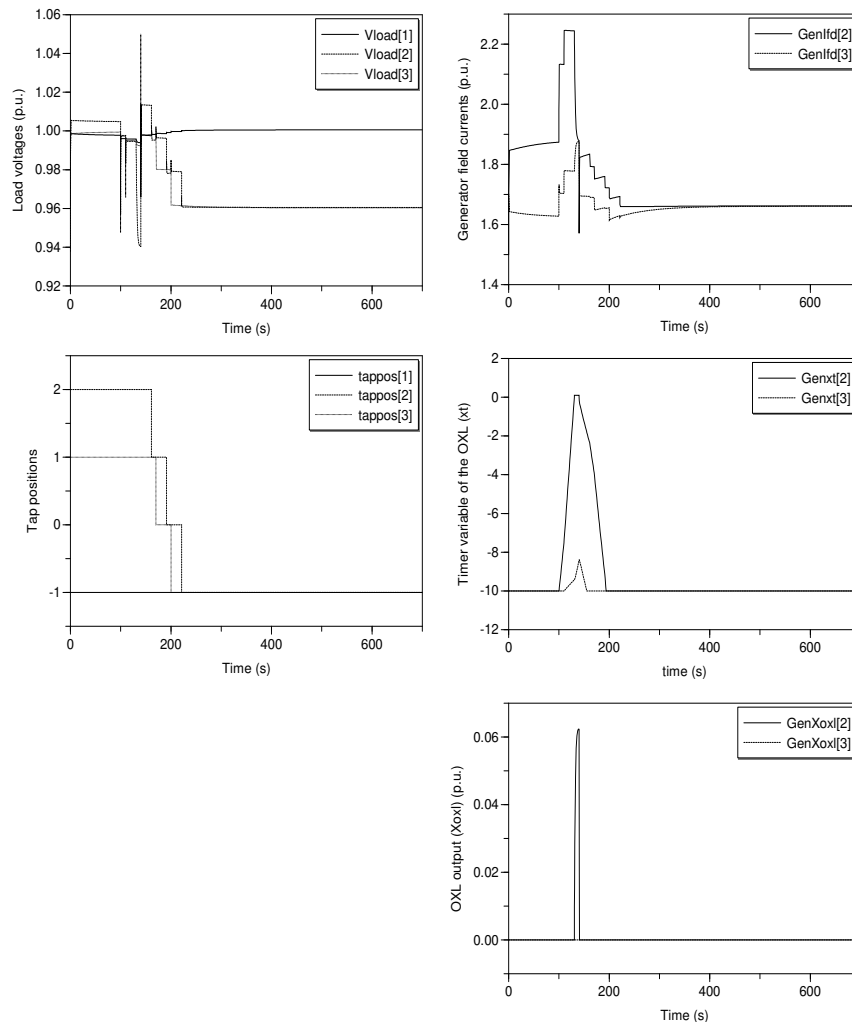 1.06
1.04
1.02
1.00
0.98
0.96
0.94
0.92
Load voltages (p.u.)
0
200
400
600
Time (s)
Vload[1]
Vload[2]
Vload[3]
2.2
2.0
1.8
1.6
1.4
Generator field currents (p.u.)
0
200
400
600
Time (s)
GenIfd[2]
GenIfd[3]
2
1
0
-1
Tap positions
0
200
400
600
Time (s)
tappos[1]
tappos[2]
tappos[3]
2
0
-2
-4
-6
-8
-10
-12
Timer variable of the OXL (xt)
0
200
400
600
time (s)
Genxt[2]
Genxt[3]
0.06
0.04
0.02
0.00
OXL output (Xoxl) (p.u.)
0
200
400
600
Time (s)
GenXoxl[2]
GenXoxl[3]